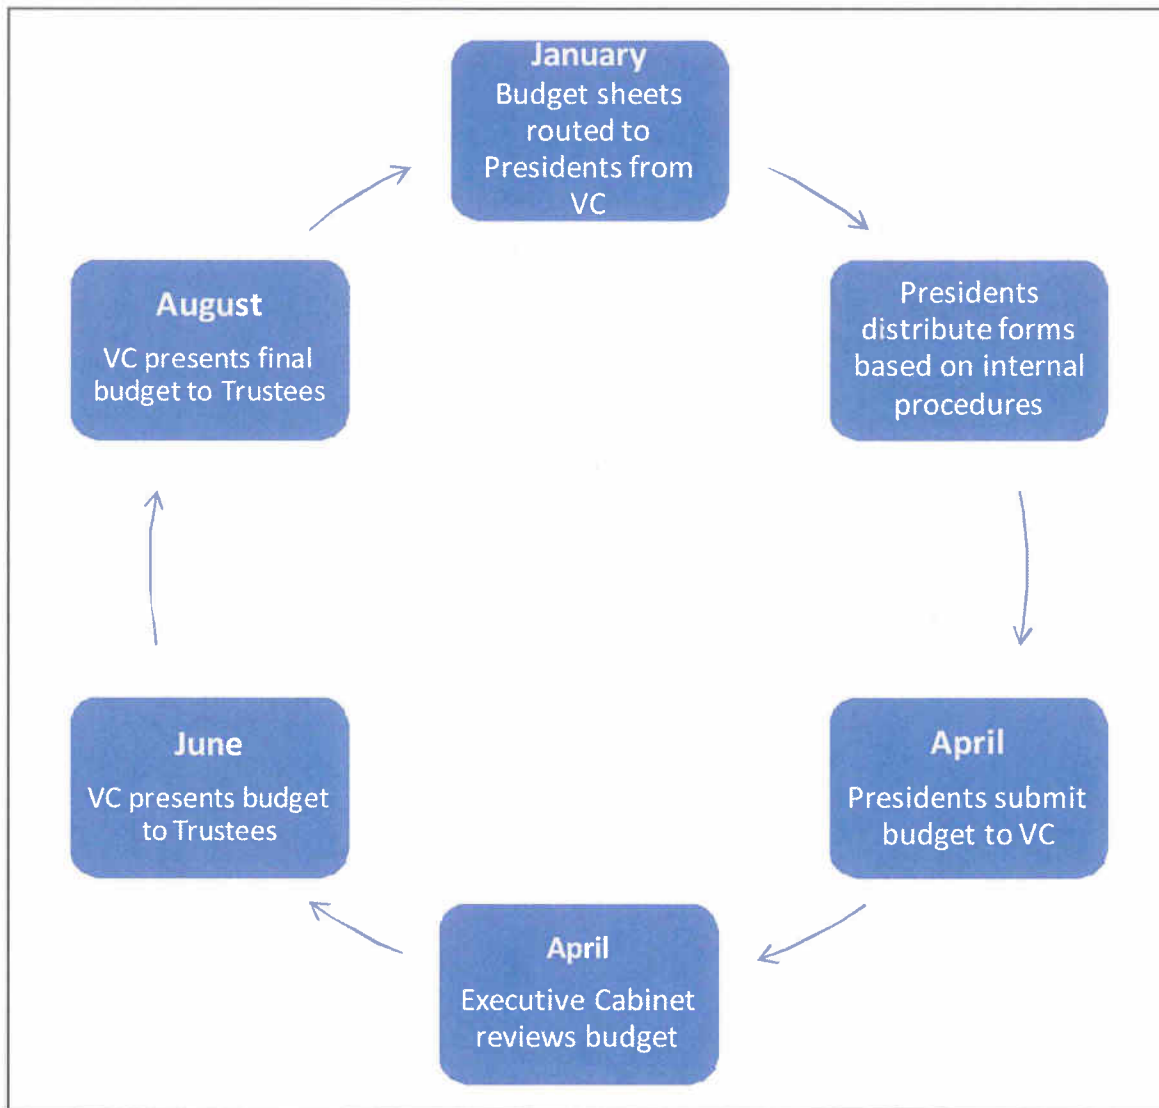 January
Budget sheets
routed to
Presidents from
VC
Presidents
distribute forms
based on internal
procedures
April
Presidents submit
budget to VC
April
Executive Cabinet
reviews budget
June
VC presents budget
to Trustees
August
VC presents final
budget to Trustees